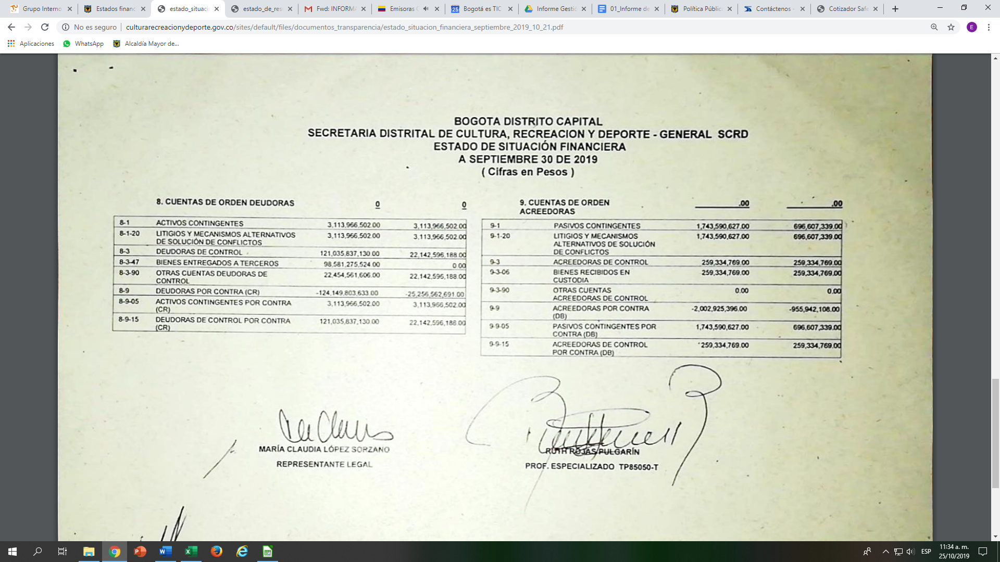 Grupo Interno
Estados financ
estado_situaci
estado_de_res
Fwd: INFORMA
Emisoras C
Bogotá es TIC
Informe Gestió
01_Informe de
Política Pública
Contáctenos -
Cotizador Safe
No es seguro | culturarecreacionydeporte.gov.co/sites/default/files/documentos_transparencia/estado_situacion_financiera_septiembre_2019_10_21.pdf
E
Aplicaciones WhatsApp Alcaldía Mayor de...
BOGOTA DISTRITO CAPITAL
SECRETARIA DISTRITAL DE CULTURA, RECREACION Y DEPORTE - GENERAL SCRD
ESTADO DE SITUACIÓN FINANCIERA
A SEPTIEMBRE 30 DE 2019
( Cifras en Pesos )
8. CUENTAS DE ORDEN DEUDORAS 0 0
8-1 ACTIVOS CONTINGENTES 3,113,966,502.00 3,113,966,502.00
8-1-20 LITIGIOS Y MECANISMOS ALTERNATIVOS 3,113,966,502.00 3,113,966,502.00
DE SOLUCIÓN DE CONFLICTOS
8-3 DEUDORAS DE CONTROL 121,035,837,130.00 22,142,596,188.00
8-3-47 BIENES ENTREGADOS A TERCEROS 98,581,275,524.00 0.00
8-3-90 OTRAS CUENTAS DEUDORAS DE 22,454,561,606.00 22,142,596,188.00
CONTROL
8-9 DEUDORAS POR CONTRA (CR) -124,149,803,633.00 -25,256,562,691.00
8-9-05 ACTIVOS CONTINGENTES POR CONTRA 3,113,966,502.00 3,113,966,502.00
(CR)
8-9-15 DEUDORAS DE CONTROL POR CONTRA 121,035,837,130.00 22,142,596,188.00
(CR)
9. CUENTAS DE ORDEN .00 .00
ACREEDORAS
9-1 PASIVOS CONTINGENTES 1,743,590,627.00 696,607,339.00
9-1-20 LITIGIOS Y MECANISMOS 1,743,590,627.00 696,607,339.00
ALTERNATIVOS DE SOLUCIÓN
DE CONFLICTOS
9-3 ACREEDORAS DE CONTROL 259,334,769.00 259,334,769.00
9-3-06 BIENES RECIBIDOS EN 259,334,769.00 259,334,769.00
CUSTODIA
9-3-90 OTRAS CUENTAS 0.00 0.00
ACREEDORAS DE CONTROL
9-9 ACREEDORAS POR CONTRA -2,002,925,396.00 -955,942,108.00
(DB)
9-9-05 PASIVOS CONTINGENTES POR 1,743,590,627.00 696,607,339.00
CONTRA (DB)
9-9-15 ACREEDORAS DE CONTROL 259,334,769.00 259,334,769.00
POR CONTRA (DB)
MARÍA CLAUDIA LÓPEZ SORZANO
REPRESENTANTE LEGAL
RUTH ROJAS PULGARÍN
PROF. ESPECIALIZADO TP85050-T
ESP
11:34 a. m.
25/10/2019